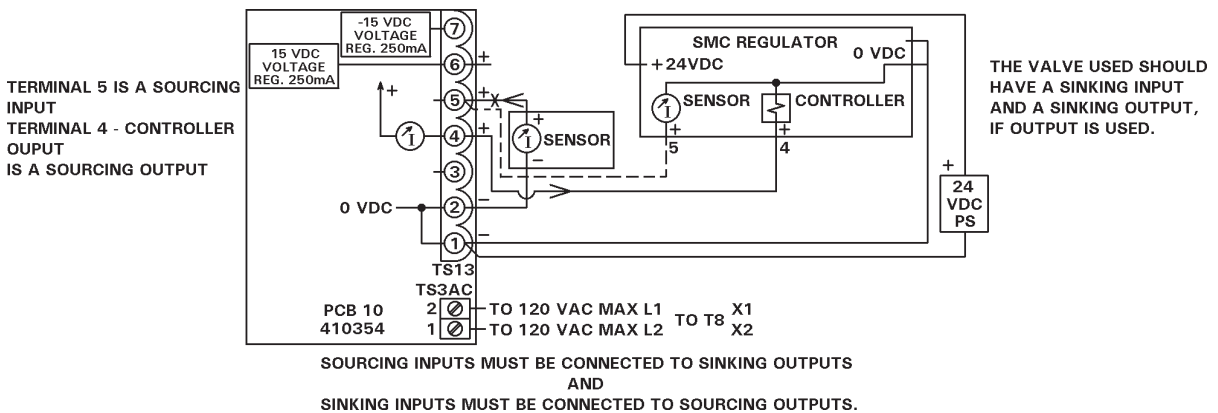 -15 VDC
VOLTAGE
REG. 250mA
7
15 VDC
VOLTAGE
REG. 250mA
6
+
TERMINAL 5 IS A SOURCING
INPUT
TERMINAL 4 - CONTROLLER
OUPUT
IS A SOURCING OUTPUT
+
5
+
X
I
4
+
3
0 VDC
2
−
1
−
TS13
+
I
SENSOR
−
SMC REGULATOR
+24VDC
0 VDC
I
SENSOR
CONTROLLER
+
+
5
4
THE VALVE USED SHOULD
HAVE A SINKING INPUT
AND A SINKING OUTPUT,
IF OUTPUT IS USED.
+
24
VDC
PS
TS3AC
PCB 10
410354
2
TO 120 VAC MAX L1
1
TO 120 VAC MAX L2
TO T8
X1
X2
SOURCING INPUTS MUST BE CONNECTED TO SINKING OUTPUTS
AND
SINKING INPUTS MUST BE CONNECTED TO SOURCING OUTPUTS.